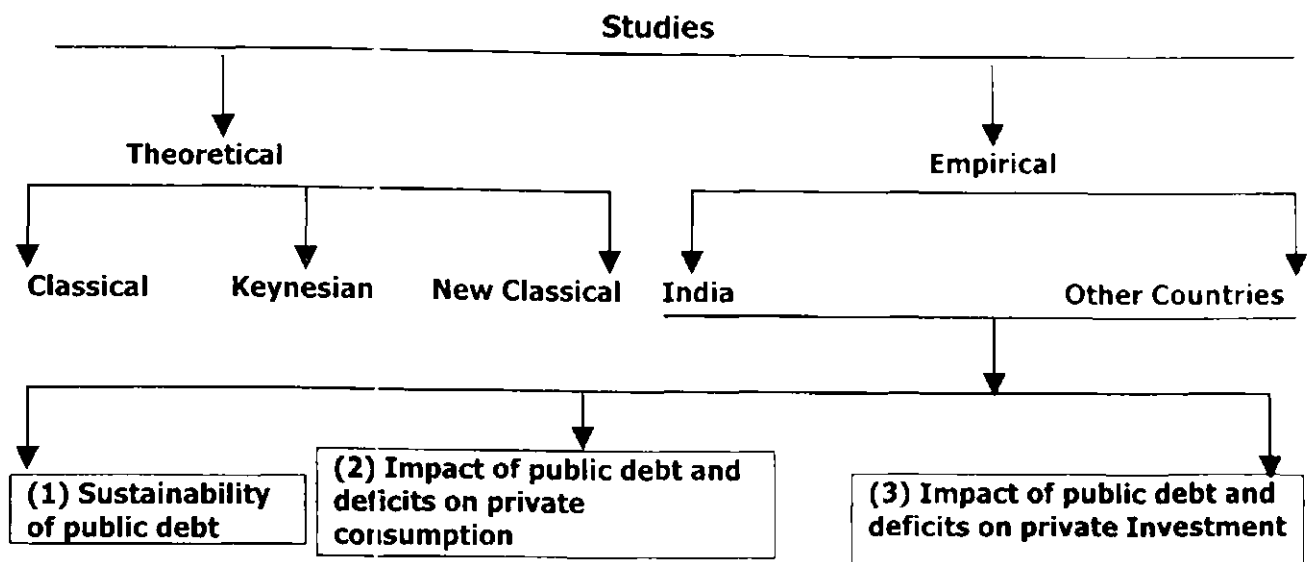 Studies
Theoretical
Empirical
Classical
Keynesian
New Classical
India
Other Countries
(1) Sustainability
of public debt
(2) Impact of public debt and
deficits on private
consumption
(3) Impact of public debt and
deficits on private Investment